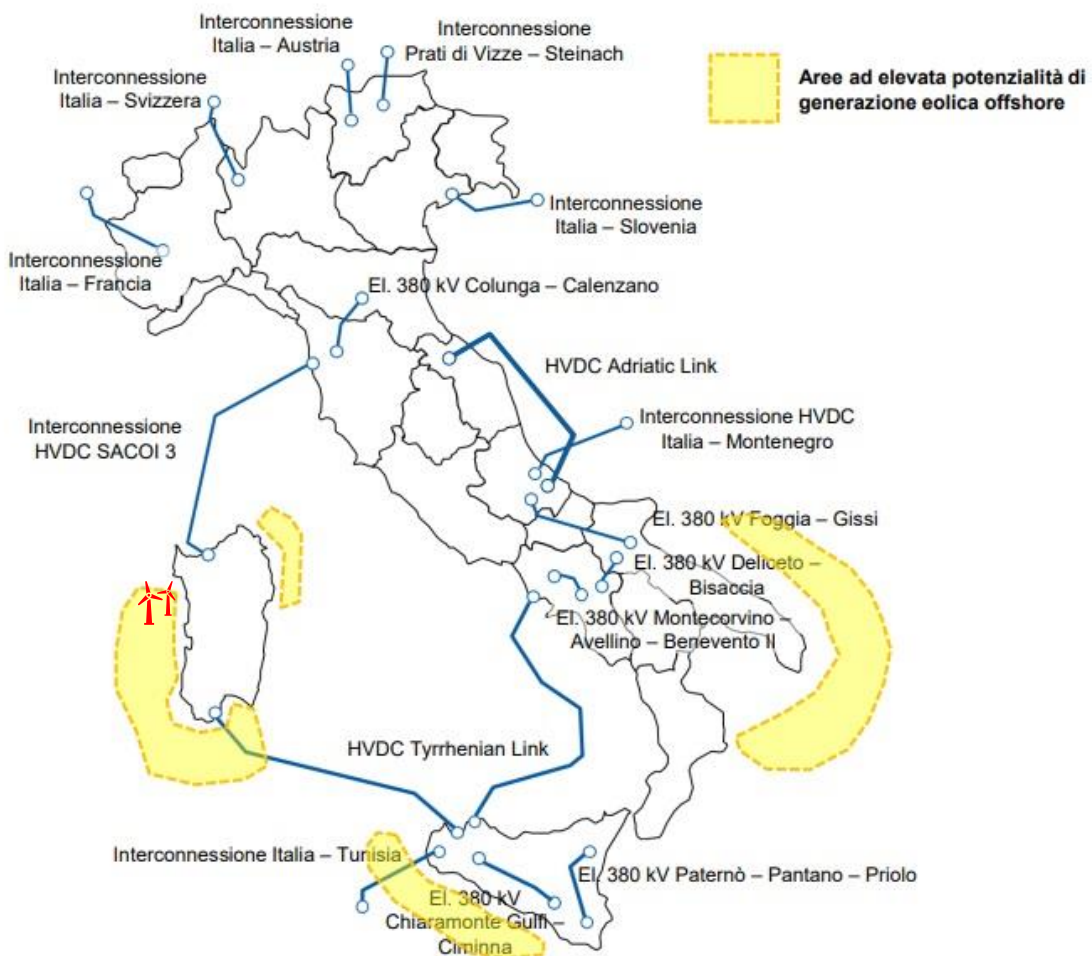 Interconnessione
Italia – Austria
Interconnessione
Prati di Vizze – Steinach
Interconnessione
Italia – Svizzera
Aree ad elevata potenzialità di
generazione eolica offshore
Interconnessione
Italia – Slovenia
Interconnessione
Italia – Francia
El. 380 kV Colunga – Calenzano
HVDC Adriatic Link
Interconnessione HVDC
Italia – Montenegro
Interconnessione
HVDC SACOI 3
El. 380 kV Foggia – Gissi
El. 380 kV Deliceto –
Bisaccia
El. 380 kV Montecorvino –
Avellino – Benevento II
HVDC Tyrrhenian Link
Interconnessione Italia – Tunisia
El. 380 kV Paternò – Pantano – Priolo
El. 380 kV
Chiaramonte Gulfi –
Ciminna